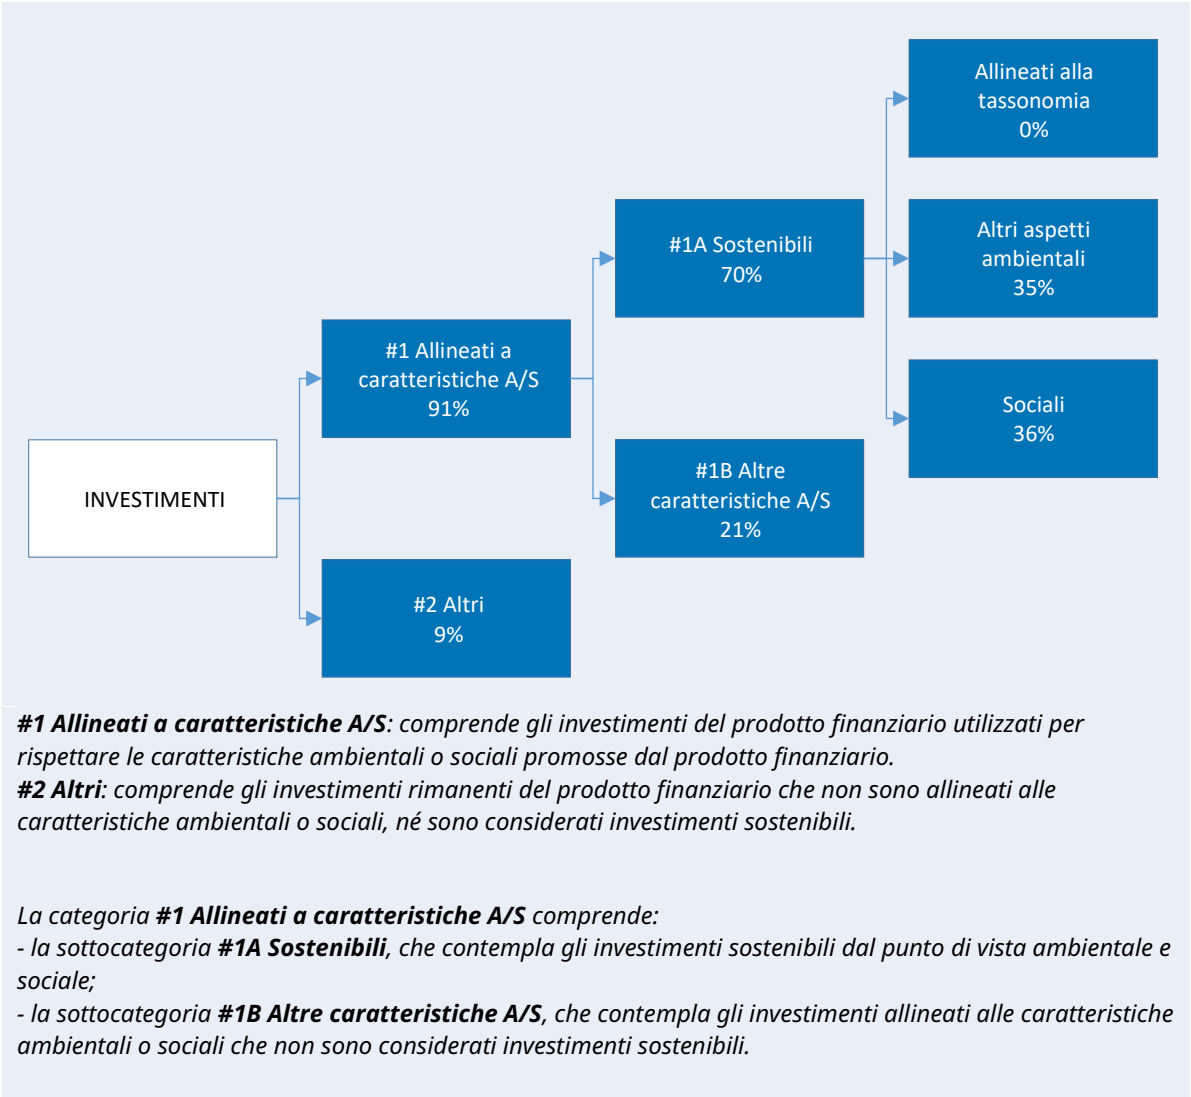 Allineati alla
tassonomia
0%
#1A Sostenibili
70%
Altri aspetti
ambientali
35%
#1 Allineati a
caratteristiche A/S
91%
Sociali
36%
INVESTIMENTI
#1B Altre
caratteristiche A/S
21%
#2 Altri
9%
#1 Allineati a caratteristiche A/S: comprende gli investimenti del prodotto finanziario utilizzati per
rispettare le caratteristiche ambientali o sociali promosse dal prodotto finanziario.
#2 Altri: comprende gli investimenti rimanenti del prodotto finanziario che non sono allineati alle
caratteristiche ambientali o sociali, né sono considerati investimenti sostenibili.
La categoria #1 Allineati a caratteristiche A/S comprende:
- la sottocategoria #1A Sostenibili, che contempla gli investimenti sostenibili dal punto di vista ambientale e
sociale;
- la sottocategoria #1B Altre caratteristiche A/S, che contempla gli investimenti allineati alle caratteristiche
ambientali o sociali che non sono considerati investimenti sostenibili.